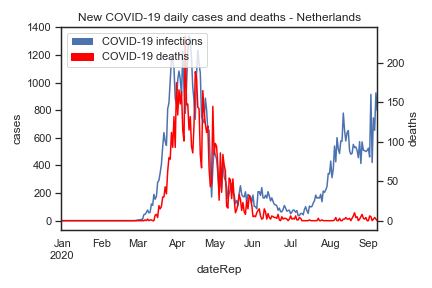 New COVID-19 daily cases and deaths - Netherlands
COVID-19 infections
COVID-19 deaths
1400
1200
1000
800
600
400
200
0
cases
200
150
100
50
0
deaths
Jan Feb Mar Apr May Jun Jul Aug Sep
2020
dateRep